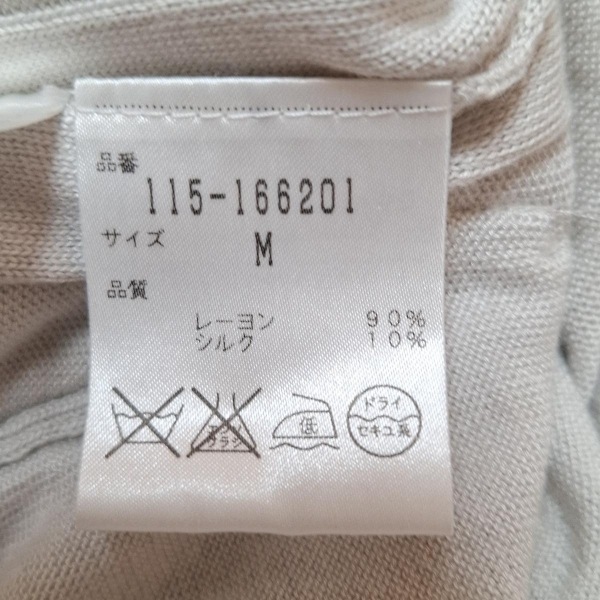 品番
115-166201
サイズ M
品質
レーヨン 90%
シルク 10%
低
ドライ
セキユ系